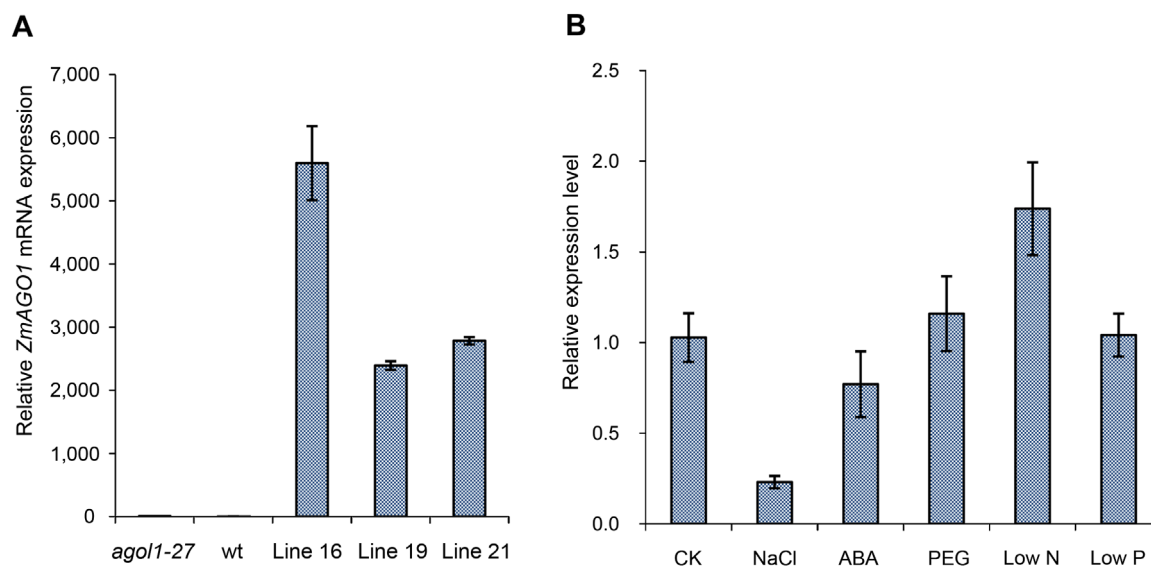 A
Relative ZmAGO1 mRNA expression
7,000
6,000
5,000
4,000
3,000
2,000
1,000
0
agol1-27 wt Line 16 Line 19 Line 21
B
Relative expression level
2.5
2.0
1.5
1.0
0.5
0.0
CK NaCl ABA PEG Low N Low P